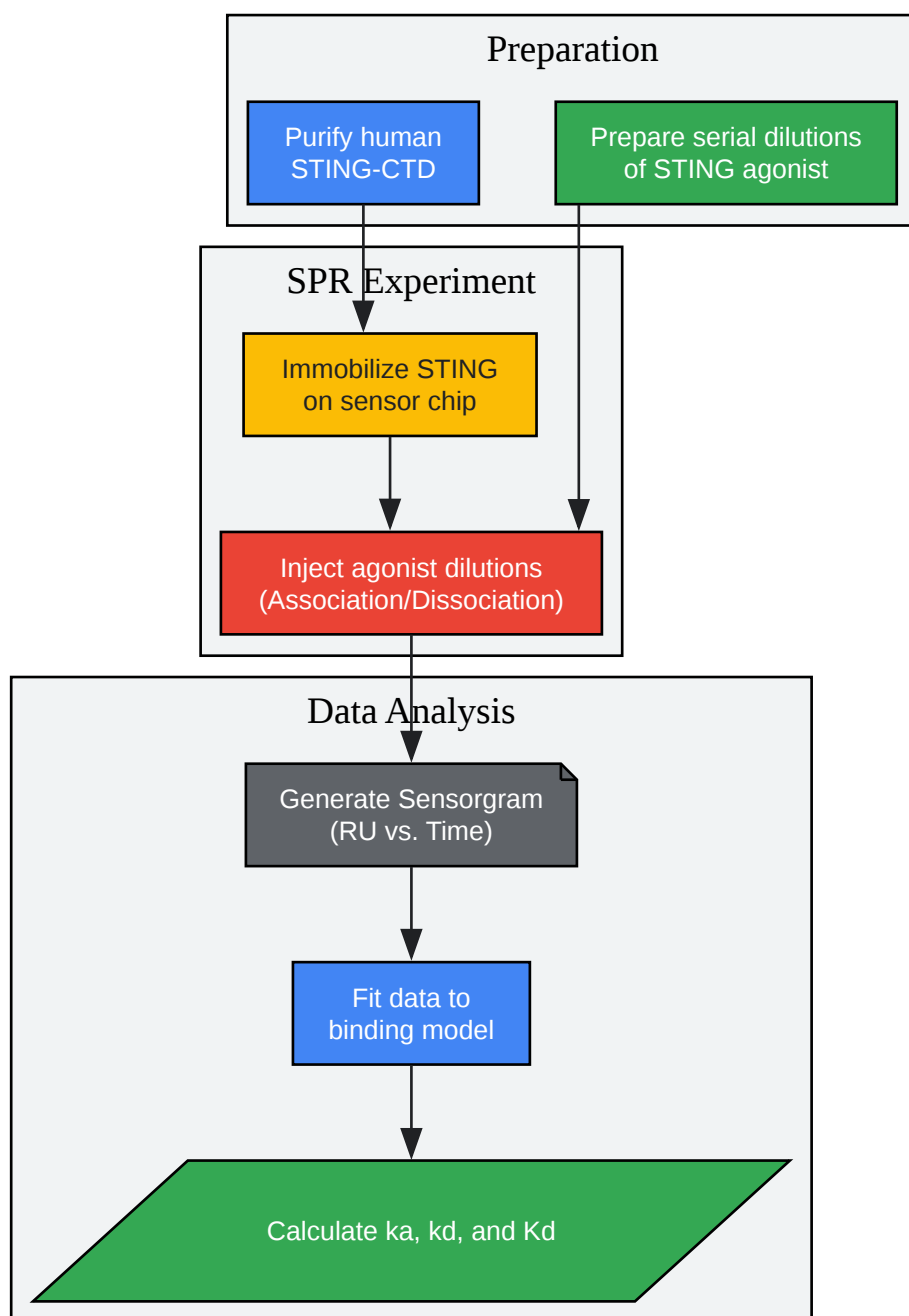 Preparation
Purify human
STING-CTD
Prepare serial dilutions
of STING agonist
SPR Experiment
Immobilize STING
on sensor chip
Inject agonist dilutions
(Association/Dissociation)
Data Analysis
Generate Sensorgram
(RU vs. Time)
Fit data to
binding model
Calculate ka, kd, and Kd